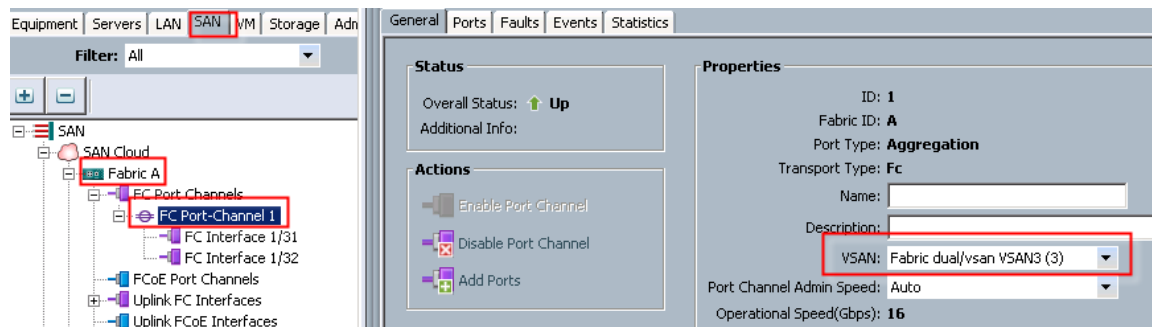 Equipment Servers LAN SAN VM Storage Adn
Filter: All
SAN
SAN Cloud
Fabric A
FC Port Channels
FC Port-Channel 1
FC Interface 1/31
FC Interface 1/32
FCoE Port Channels
Uplink FC Interfaces
Uplink FCoE Interfaces
General Ports Faults Events Statistics
Status
Overall Status: Up
Additional Info:
Actions
Enable Port Channel
Disable Port Channel
Add Ports
Properties
ID: 1
Fabric ID: A
Port Type: Aggregation
Transport Type: Fc
Name:
Description:
VSAN: Fabric dual/vsan VSAN3 (3)
Port Channel Admin Speed: Auto
Operational Speed(Gbps): 16